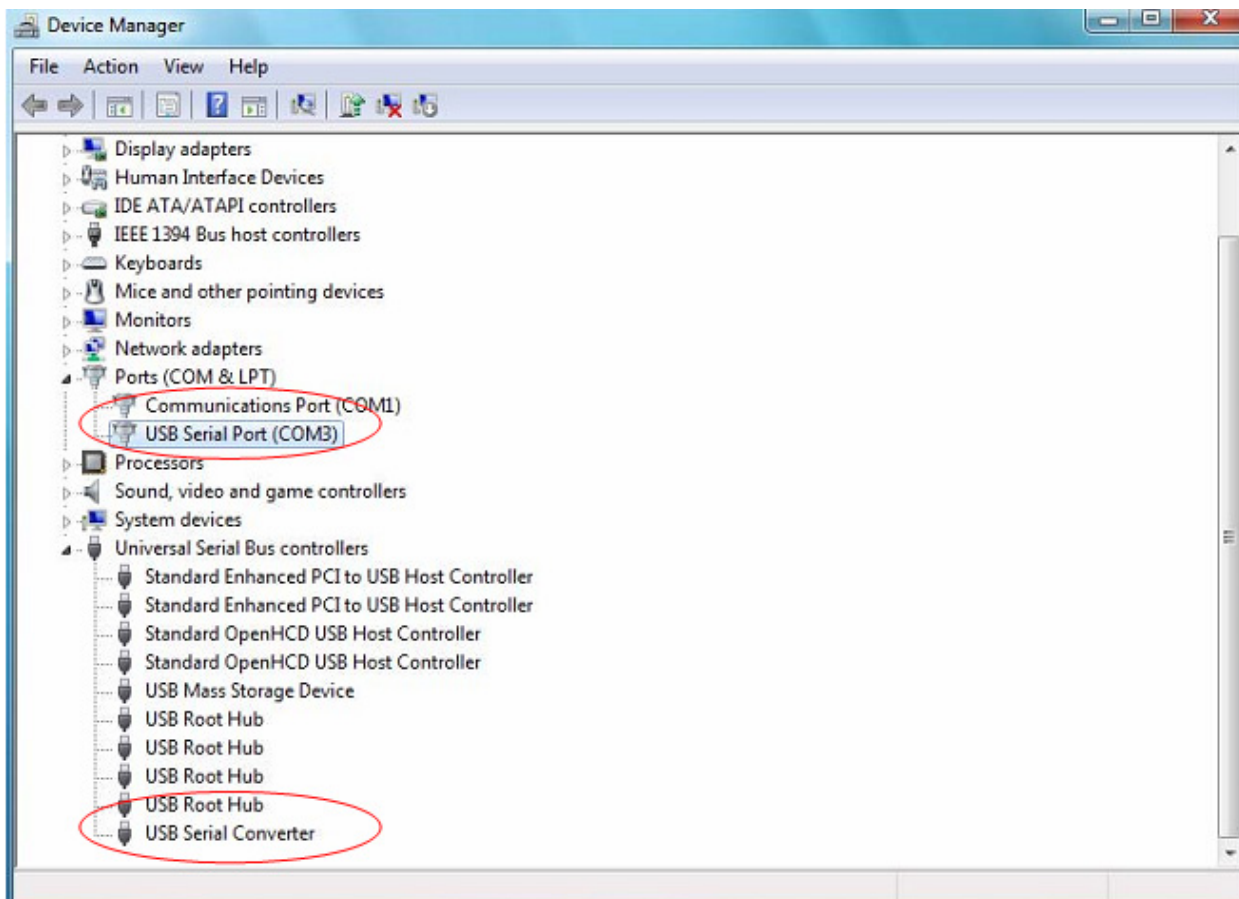 Device Manager
File Action View Help
Display adapters
Human Interface Devices
IDE ATA/ATAPI controllers
IEEE 1394 Bus host controllers
Keyboards
Mice and other pointing devices
Monitors
Network adapters
Ports (COM & LPT)
Communications Port (COM1)
USB Serial Port (COM3)
Processors
Sound, video and game controllers
System devices
Universal Serial Bus controllers
Standard Enhanced PCI to USB Host Controller
Standard Enhanced PCI to USB Host Controller
Standard OpenHCD USB Host Controller
Standard OpenHCD USB Host Controller
USB Mass Storage Device
USB Root Hub
USB Root Hub
USB Root Hub
USB Root Hub
USB Serial Converter